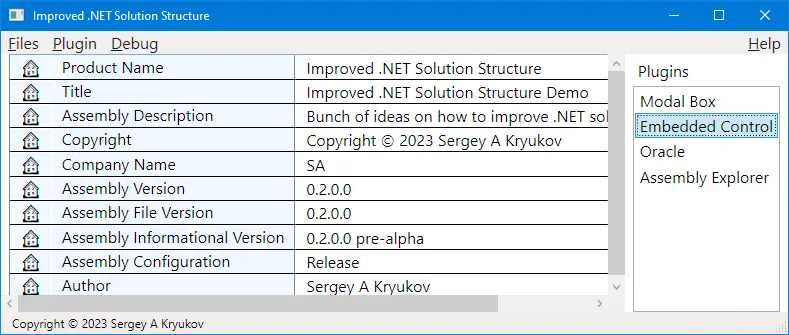 Improved .NET Solution Structure
Files Plugin Debug Help
Product Name Improved .NET Solution Structure
Title Improved .NET Solution Structure Demo
Assembly Description Bunch of ideas on how to improve .NET sol
Copyright Copyright © 2023 Sergey A Kryukov
Company Name SA
Assembly Version 0.2.0.0
Assembly File Version 0.2.0.0
Assembly Informational Version 0.2.0.0 pre-alpha
Assembly Configuration Release
Author Sergey A Kryukov
Plugins
Modal Box
Embedded Control
Oracle
Assembly Explorer
Copyright © 2023 Sergey A Kryukov